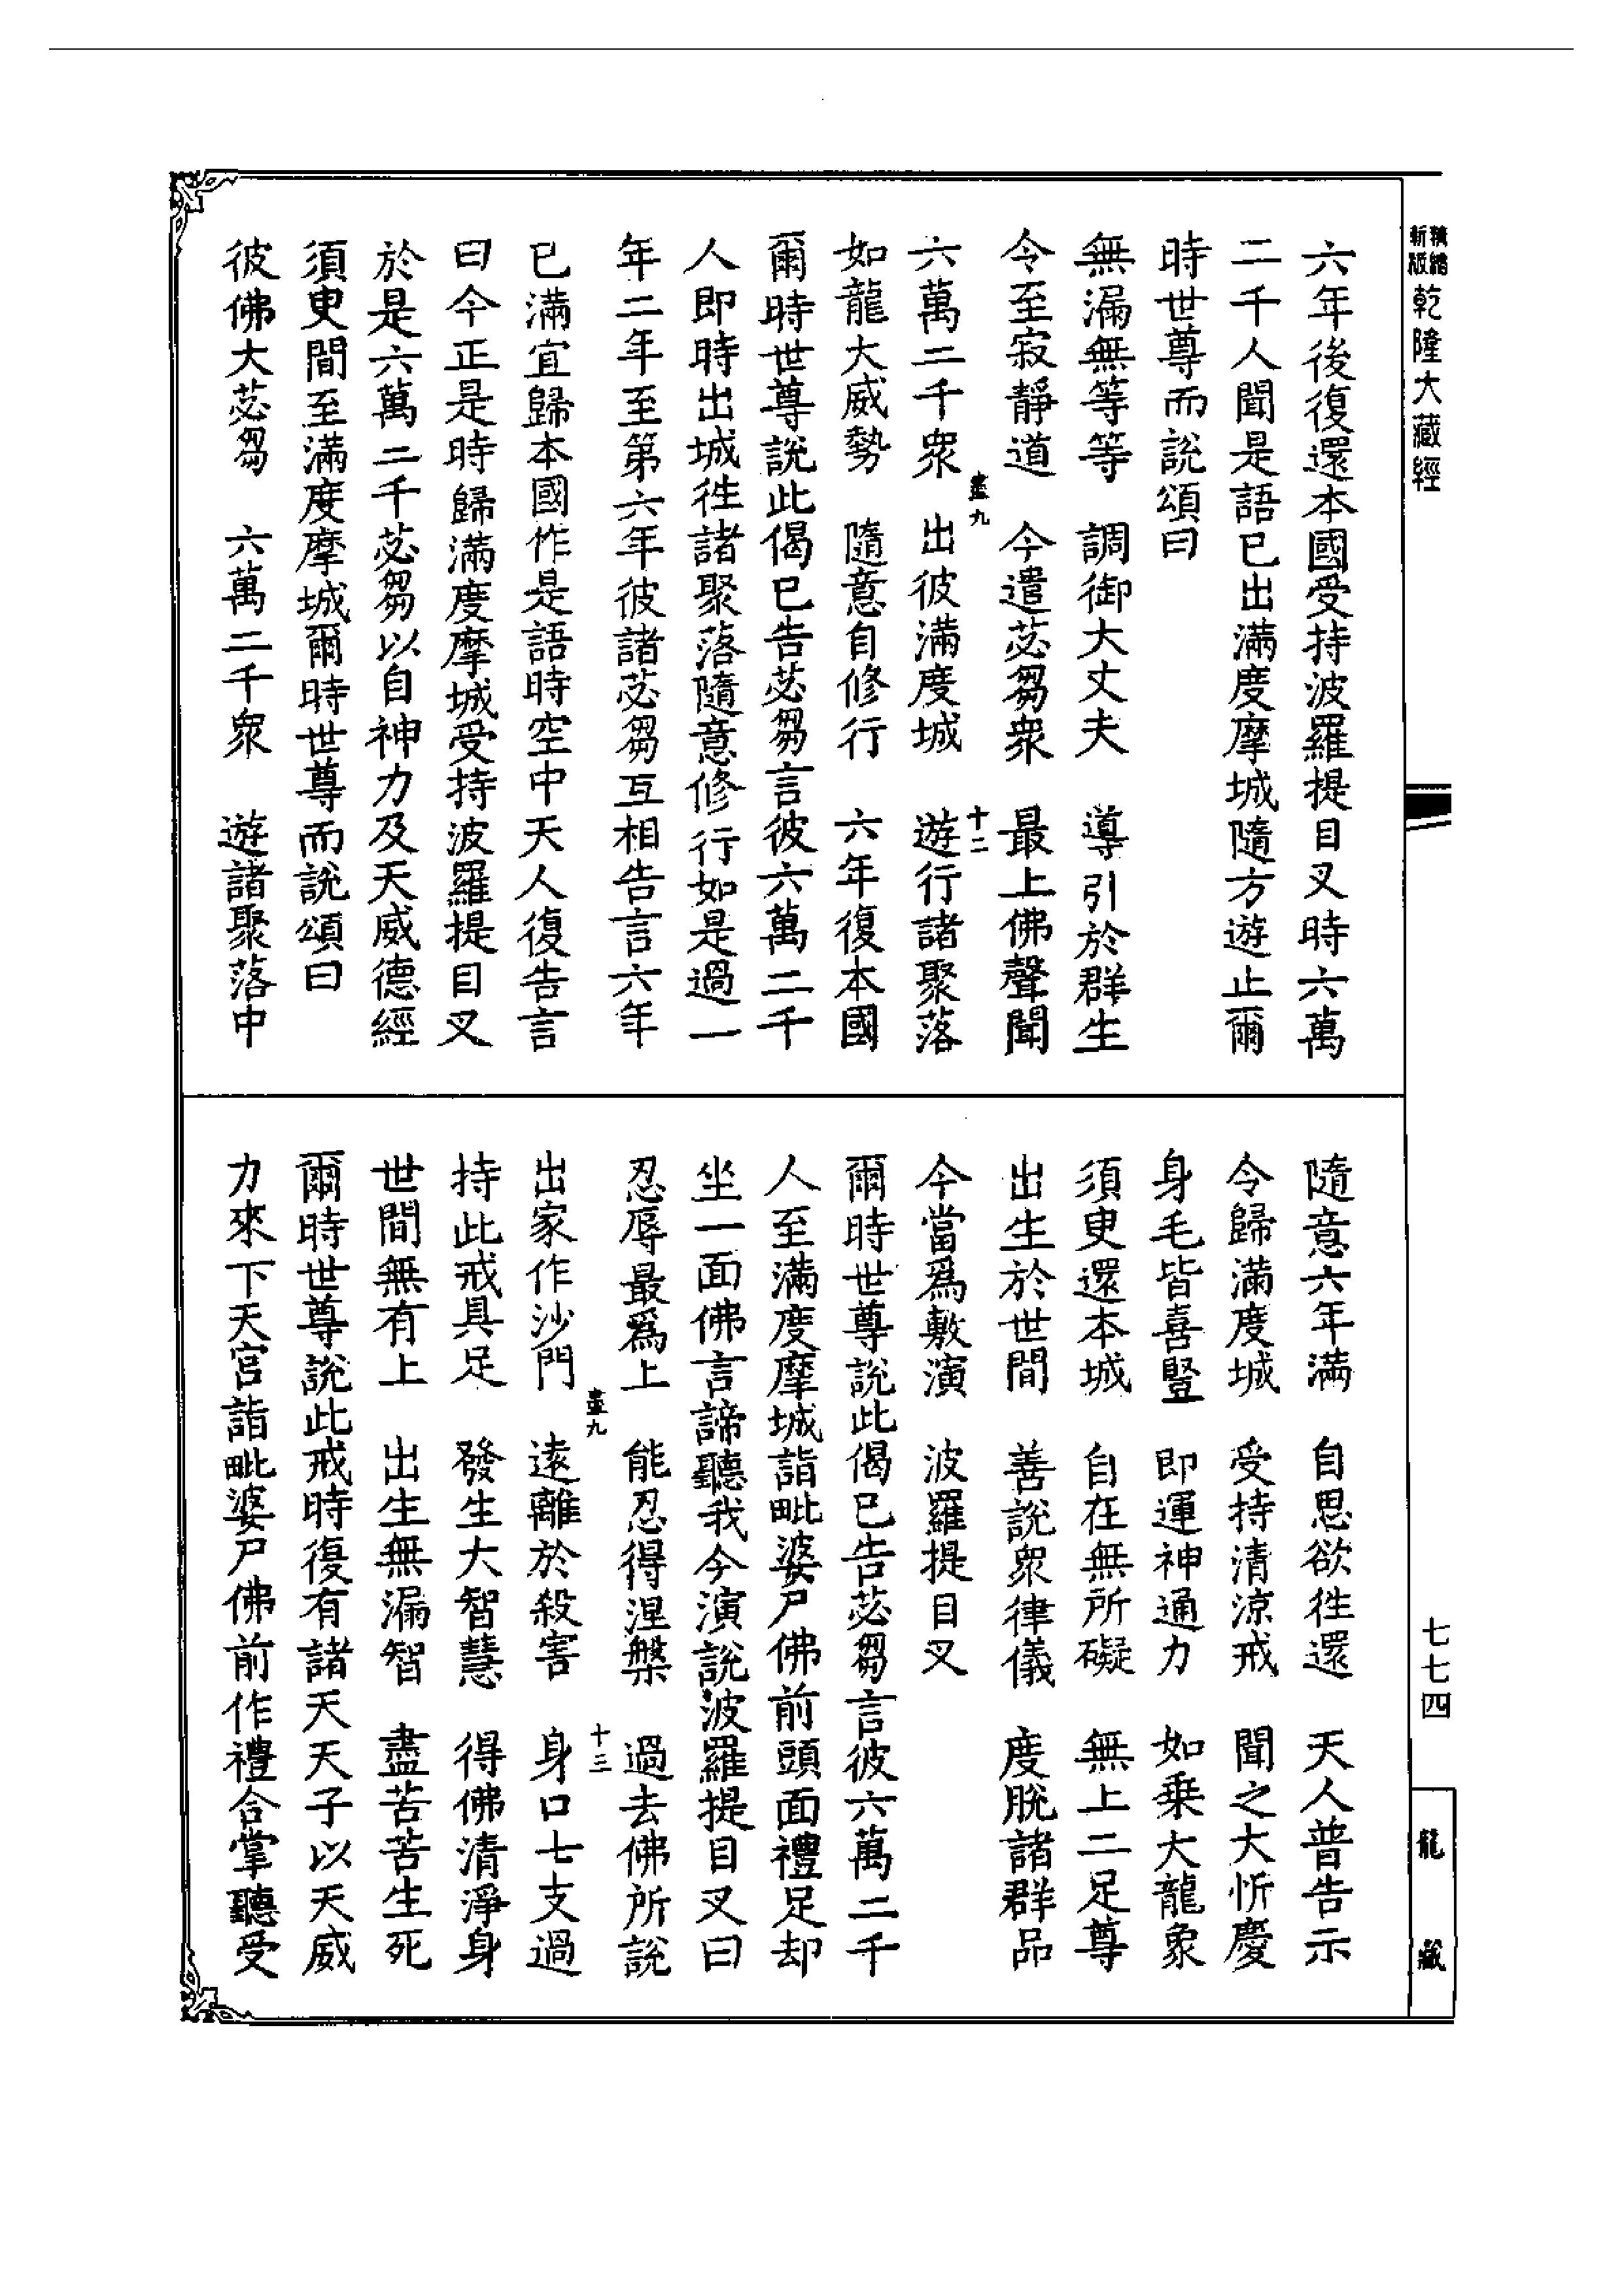 精縮
新版
乾隆大藏經
六年後復還本國受持波羅提目叉時六萬
二千人聞是語已出滿度摩城隨方遊止爾
時世尊而說頌曰
無漏無等等　調御大丈夫　導引於群生
令至寂靜道　今遣苾芻衆　最上佛聲聞
六萬二千衆　出彼滿度城　遊行諸聚落
盡九　十二
如龍大威勢　隨意自修行　六年復本國
爾時世尊說此偈已告苾芻言彼六萬二千
人即時出城徃諸聚落隨意修行如是過一
年二年至第六年彼諸苾芻互相告言六年
已滿宜歸本國作是語時空中天人復告言
曰今正是時歸滿度摩城受持波羅提目叉
於是六萬二千苾芻以自神力及天威德經
須臾間至滿度摩城爾時世尊而說頌曰
彼佛大苾芻　六萬二千衆　遊諸聚落中
隨意六年滿　自思欲徃還　天人普告示
令歸滿度城　受持清涼戒　聞之大忻慶
身毛皆喜豎　即運神通力　如乗大龍象
須臾還本城　自在無所礙　無上二足尊
出生於世間　善說衆律儀　度脫諸群品
今當爲敷演　波羅提目叉
爾時世尊說此偈已告苾芻言彼六萬二千
人至滿度摩城詣毗婆尸佛前頭面禮足却
坐一面佛言諦聽我今演說波羅提目叉曰
忍辱最爲上　能忍得涅槃　過去佛所說
盡九　十三
出家作沙門　遠離於殺害　身口七支過
持此戒具足　發生大智慧　得佛清淨身
世間無有上　出生無漏智　盡苦苦生死
爾時世尊說此戒時復有諸天天子以天威
力來下天宮詣毗婆尸佛前作禮合掌聽受
七七四
龍藏